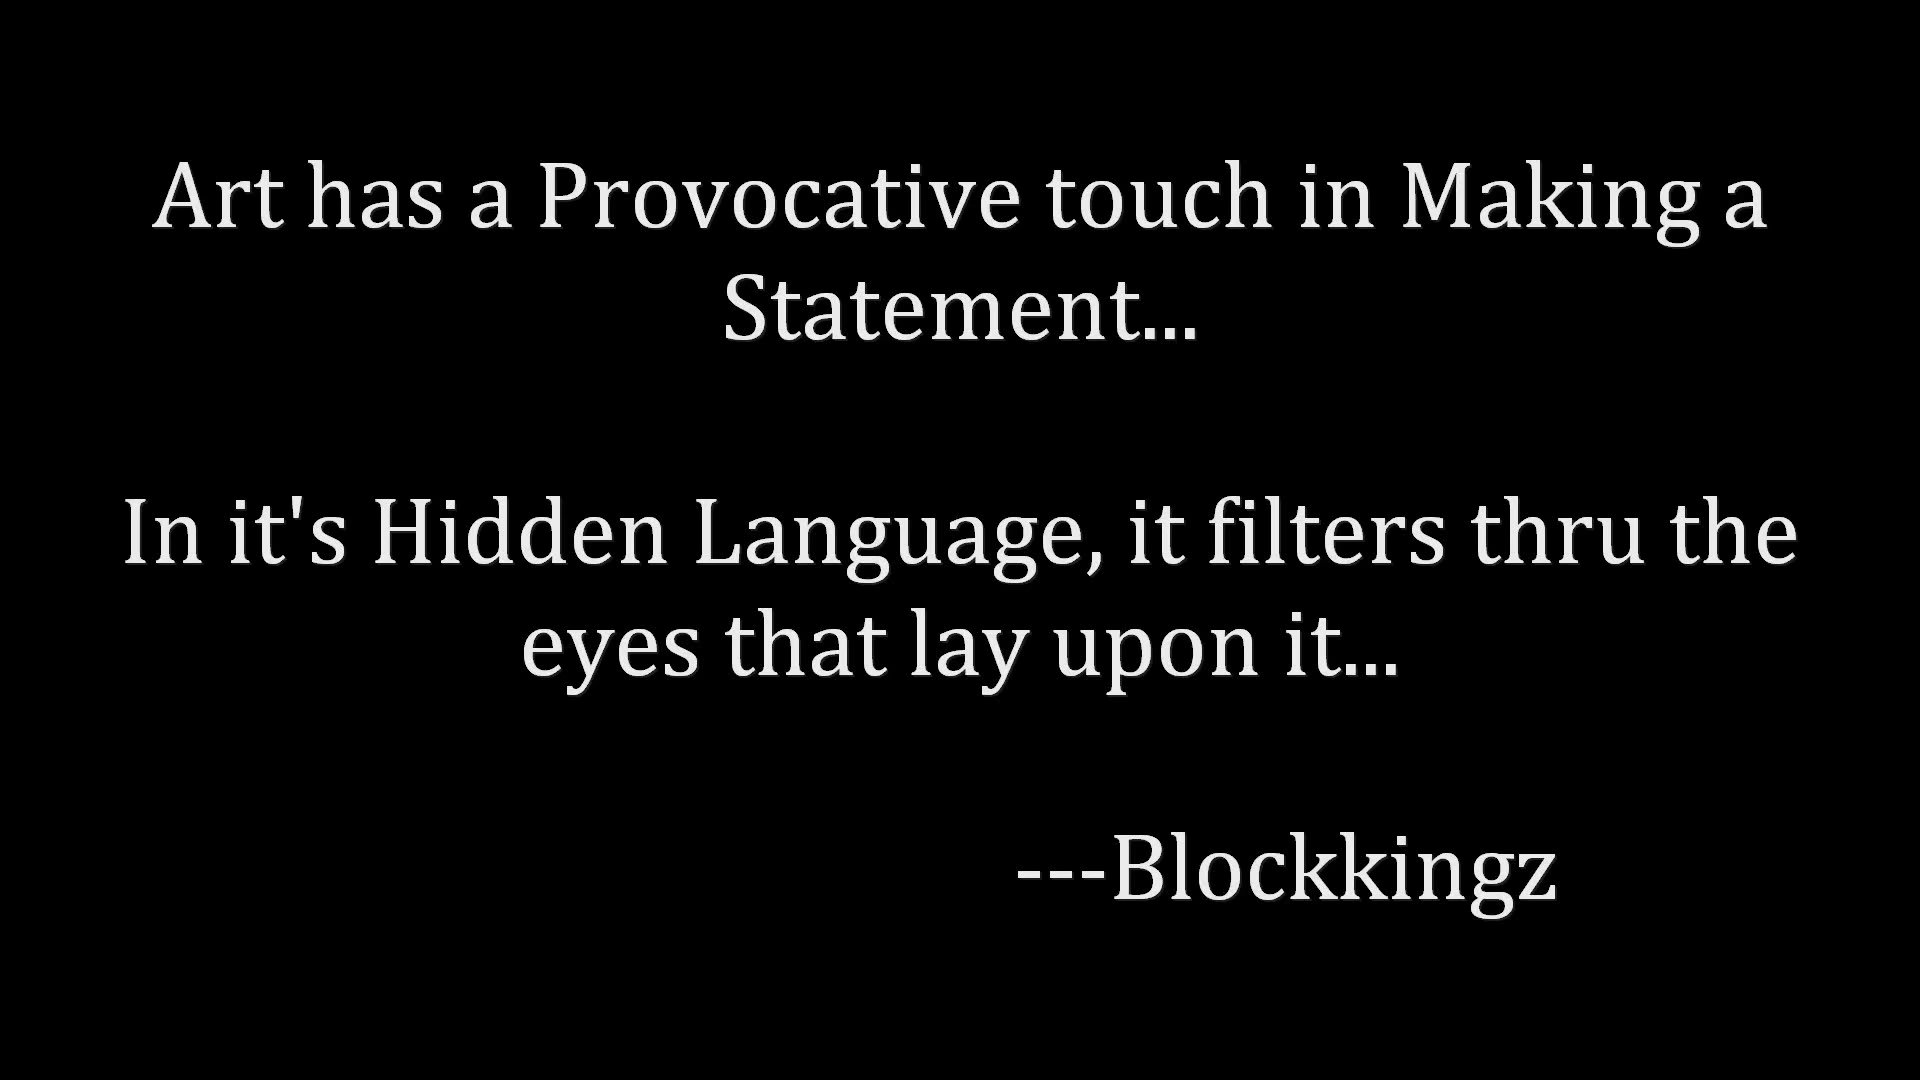 Art has a Provocative touch in Making a
Statement...
In it's Hidden Language, it filters thru the
eyes that lay upon it...
---Blockkingz